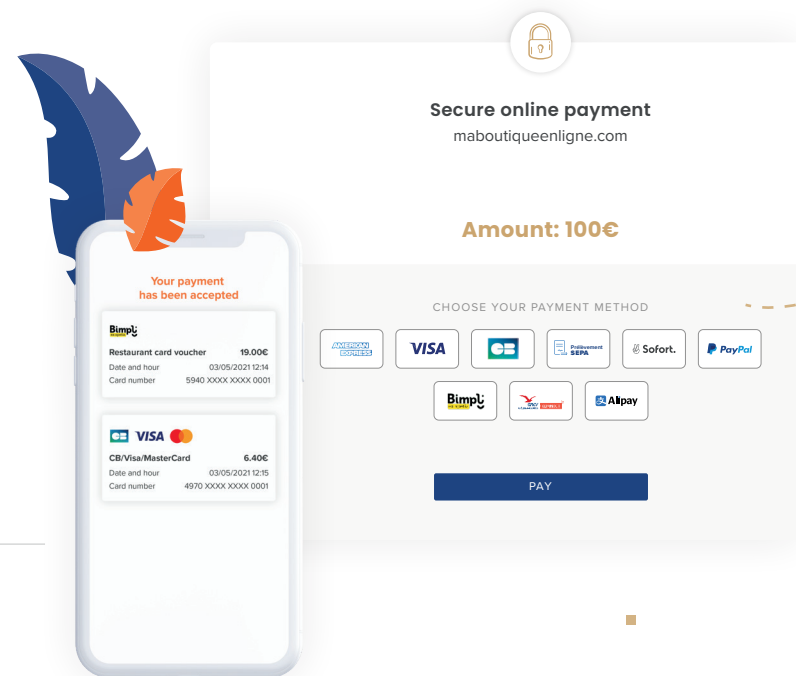 Secure online payment
maboutiqueenligne.com
Amount: 100€
CHOOSE YOUR PAYMENT METHOD
AMERICAN
EXPRESS
VISA
CB
Prélèvement
SEPA
Sofort.
PayPal
Bimpli
Alipay
PAY
Your payment
has been accepted
Bimpli
Restaurant card voucher 19.00€
Date and hour 03/05/2021 12:14
Card number 5940 XXXX XXXX 0001
CB VISA
CB/Visa/MasterCard 6.40€
Date and hour 03/05/2021 12:15
Card number 4970 XXXX XXXX 0001